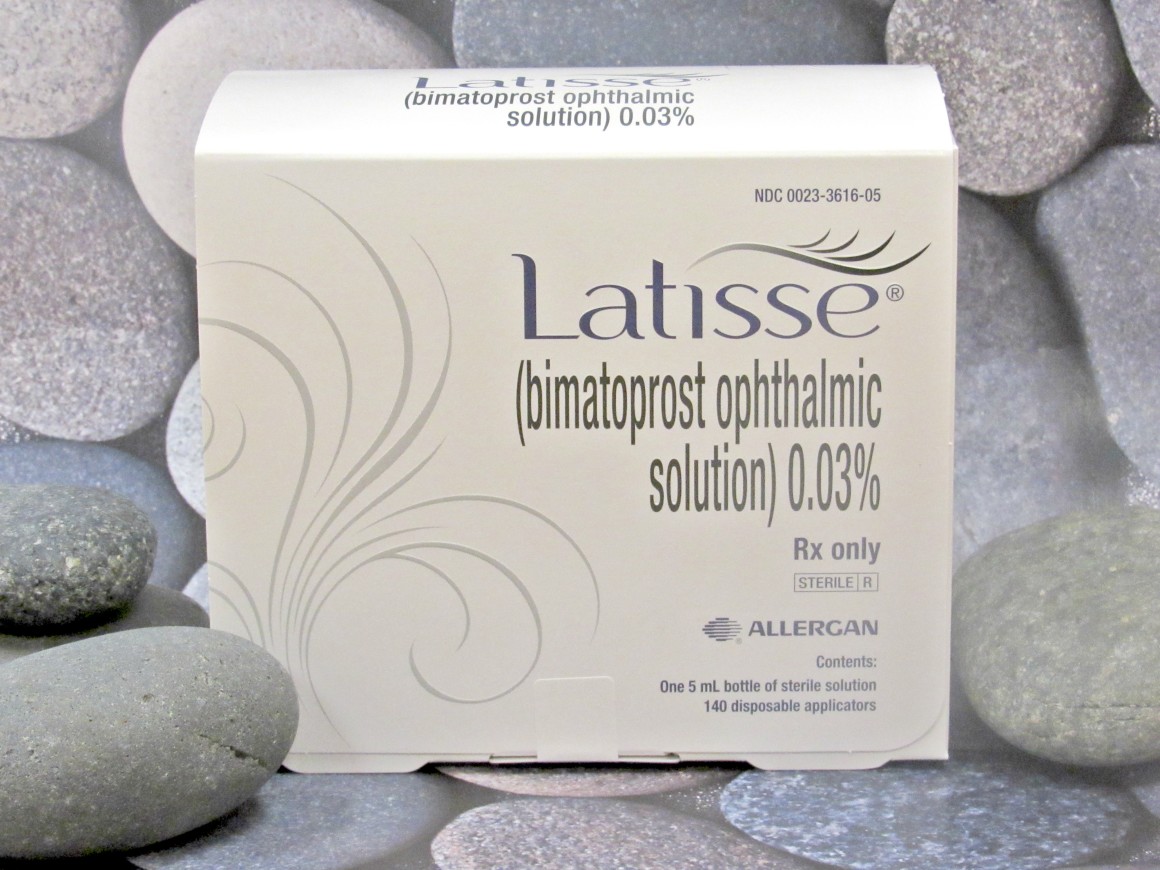 Latisse®
(bimatoprost ophthalmic
solution) 0.03%
NDC 0023-3616-05
Latisse®
(bimatoprost ophthalmic
solution) 0.03%
Rx only
STERILE R
ALLERGAN
Contents:
One 5 mL bottle of sterile solution
140 disposable applicators